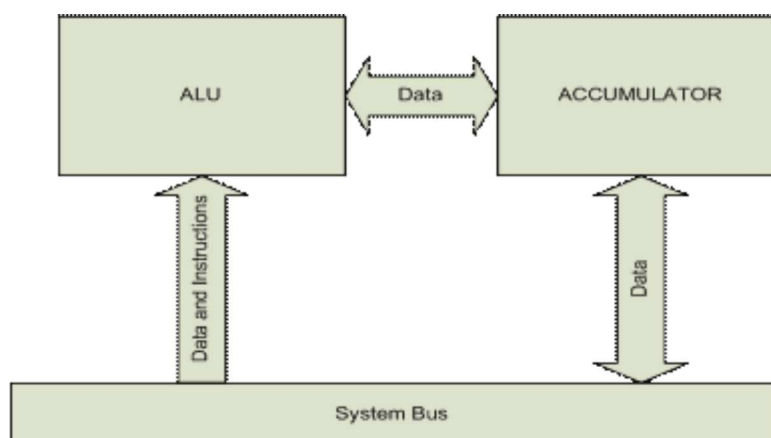 ALU
Data
ACCUMULATOR
Data and Instructions
Data
System Bus